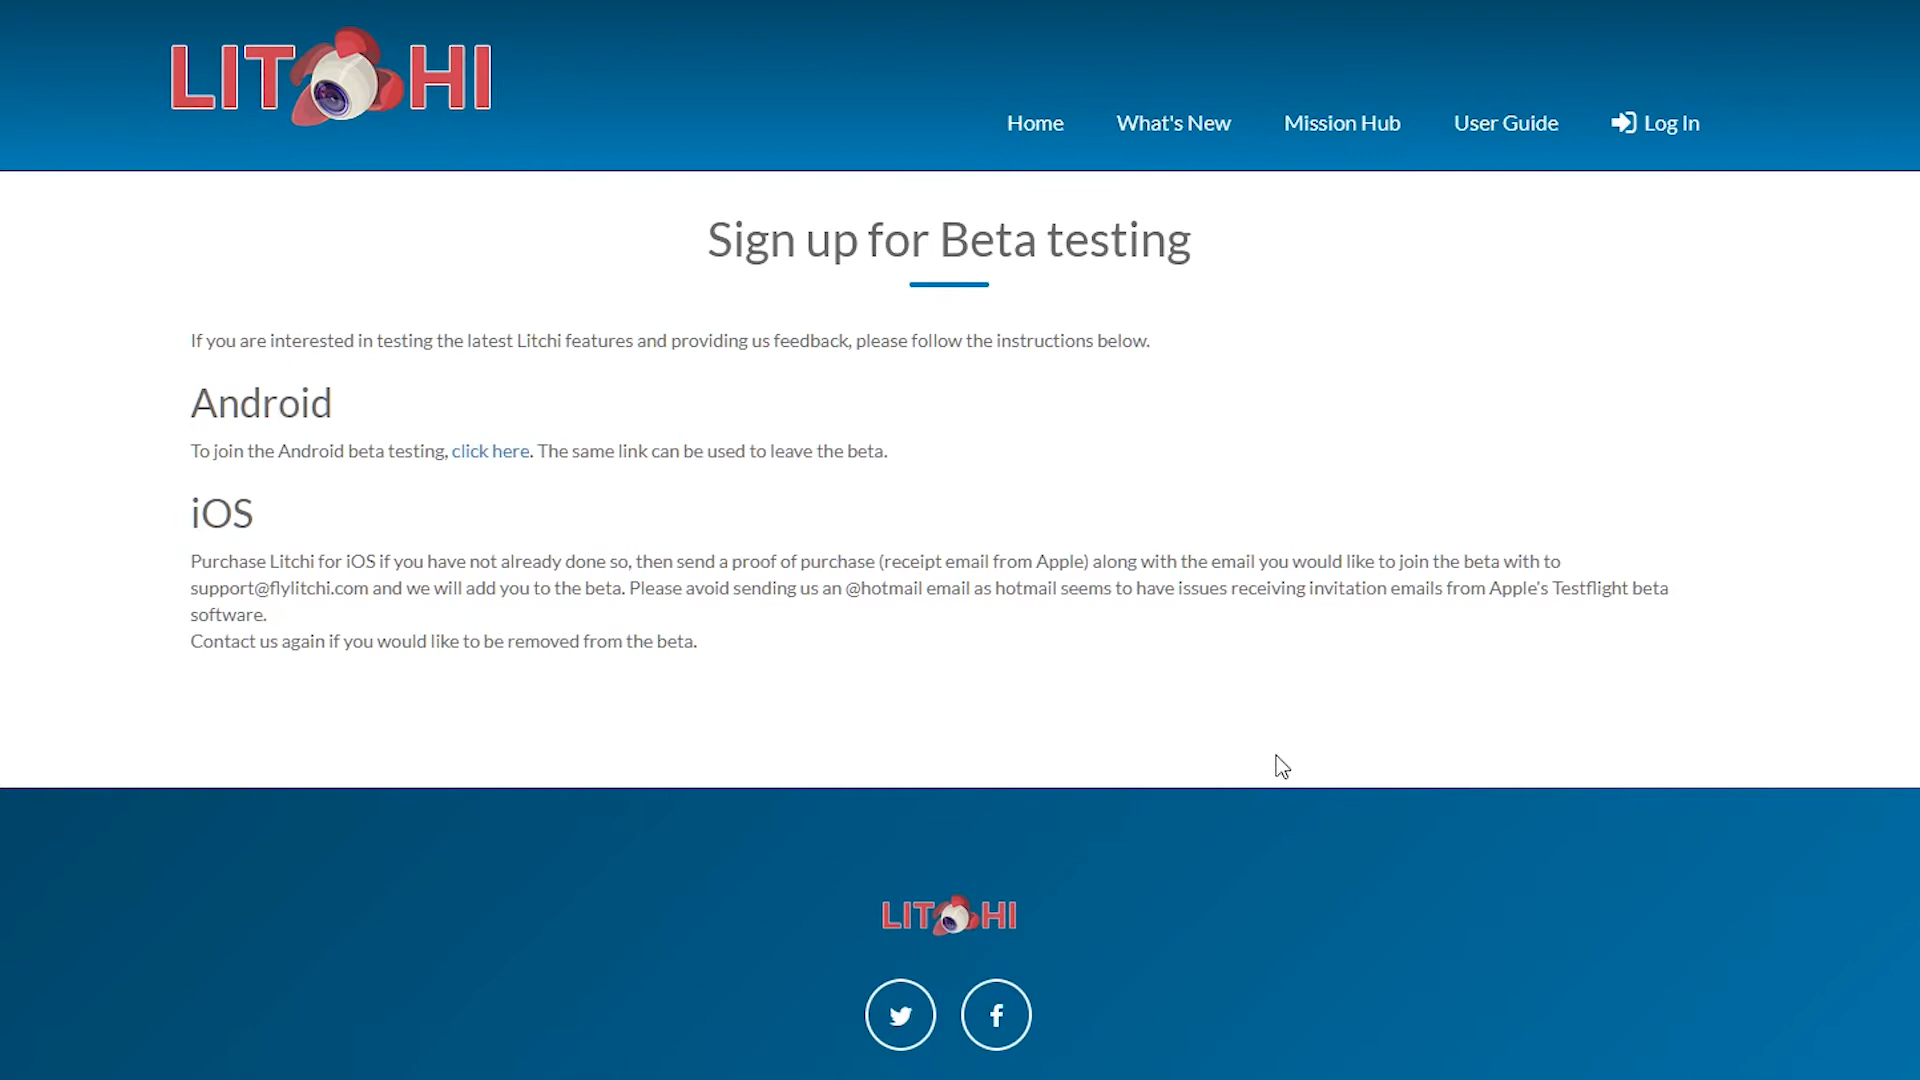 LITCHI
Home What's New Mission Hub User Guide Log In
Sign up for Beta testing
If you are interested in testing the latest Litchi features and providing us feedback, please follow the instructions below.
Android
To join the Android beta testing, click here. The same link can be used to leave the beta.
iOS
Purchase Litchi for iOS if you have not already done so, then send a proof of purchase (receipt email from Apple) along with the email you would like to join the beta with to
support@flylitchi.com and we will add you to the beta. Please avoid sending us an @hotmail email as hotmail seems to have issues receiving invitation emails from Apple's Testflight beta
software.
Contact us again if you would like to be removed from the beta.
LITCHI